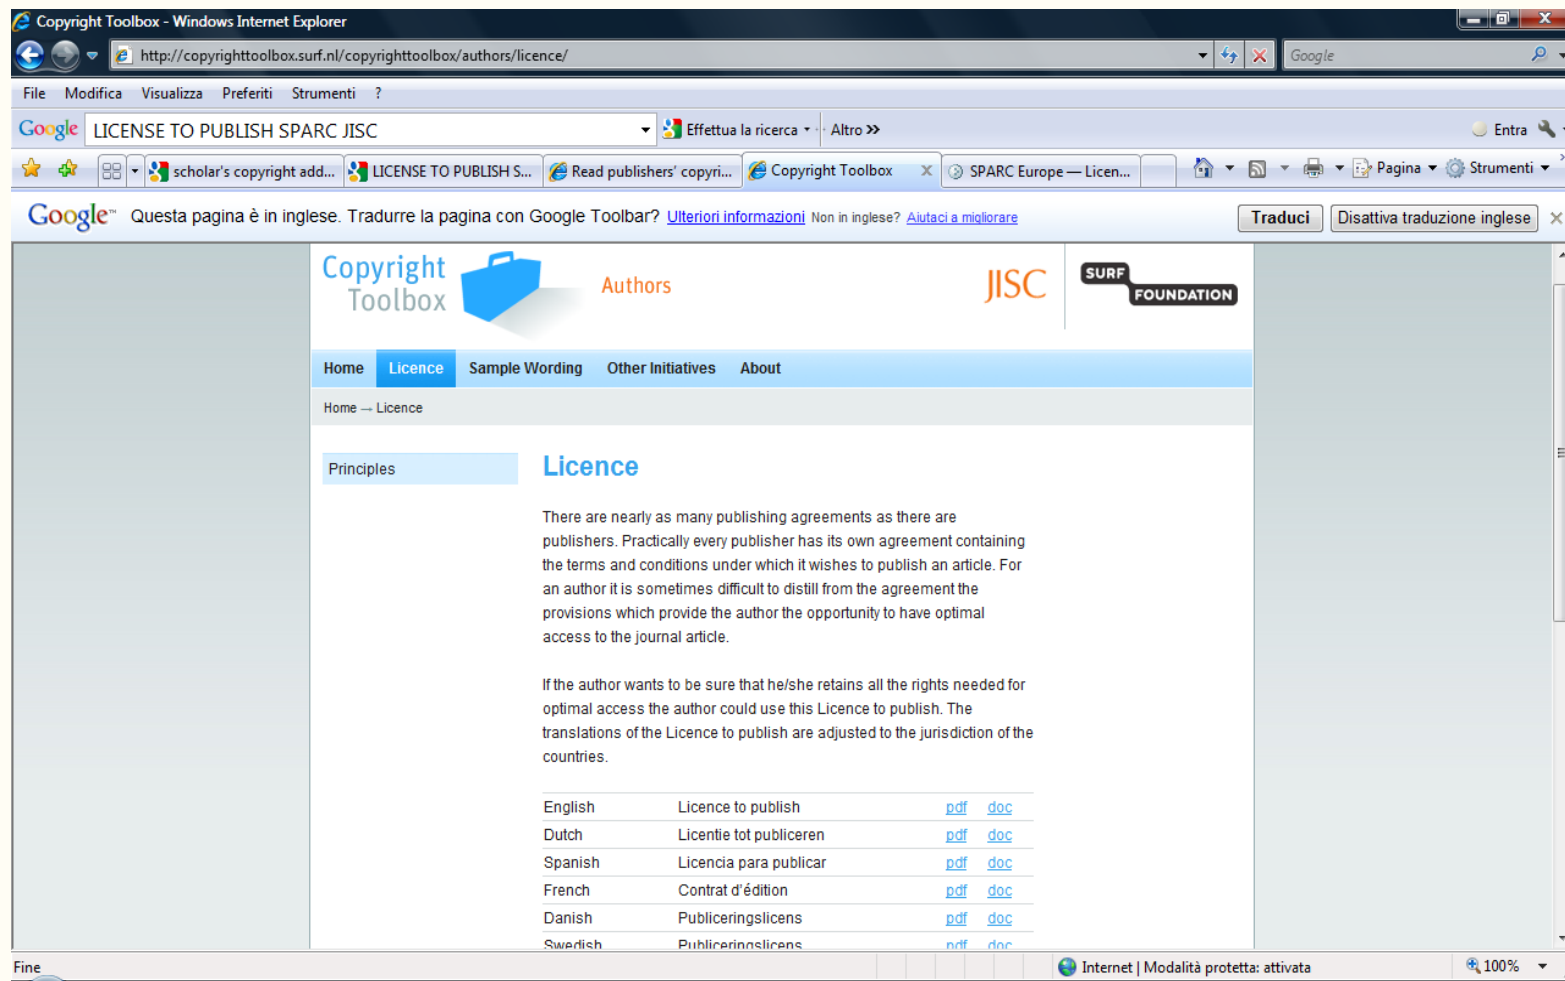 Copyright Toolbox - Windows Internet Explorer
http://copyrighttoolbox.surf.nl/copyrighttoolbox/authors/licence/
Google
File Modifica Visualizza Preferiti Strumenti ?
Google LICENSE TO PUBLISH SPARC JISC Effettua la ricerca Altro >> Entra
scholar's copyright add... LICENSE TO PUBLISH S... Read publishers' copyri... Copyright Toolbox X SPARC Europe — Licen... Pagina Strumenti
Google™ Questa pagina è in inglese. Tradurre la pagina con Google Toolbar? Ulteriori informazioni Non in inglese? Aiutaci a migliorare Traduci Disattiva traduzione inglese
Copyright
Toolbox
Authors
JISC
SURF
FOUNDATION
Home Licence Sample Wording Other Initiatives About
Home → Licence
Principles
Licence
There are nearly as many publishing agreements as there are
publishers. Practically every publisher has its own agreement containing
the terms and conditions under which it wishes to publish an article. For
an author it is sometimes difficult to distill from the agreement the
provisions which provide the author the opportunity to have optimal
access to the journal article.
If the author wants to be sure that he/she retains all the rights needed for
optimal access the author could use this Licence to publish. The
translations of the Licence to publish are adjusted to the jurisdiction of the
countries.
English Licence to publish pdf doc
Dutch Licentie tot publiceren pdf doc
Spanish Licencia para publicar pdf doc
French Contrat d'édition pdf doc
Danish Publiceringslicens pdf doc
Swedish Publiceringslicens pdf doc
Fine Internet | Modalità protetta: attivata 100%